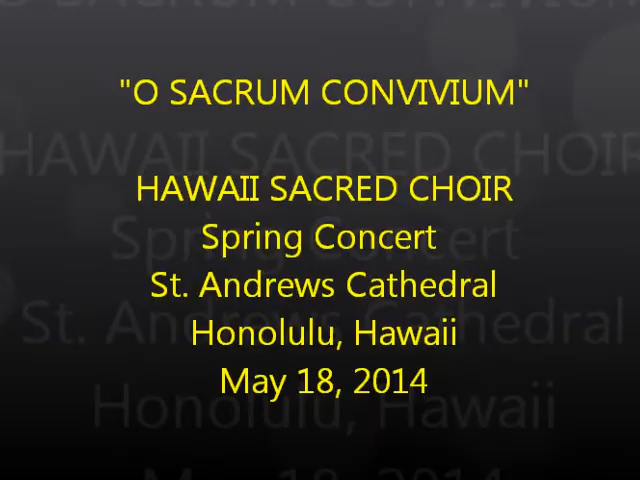 "O SACRUM CONVIVIUM"
HAWAII SACRED CHOIR
Spring Concert
St. Andrews Cathedral
Honolulu, Hawaii
May 18, 2014